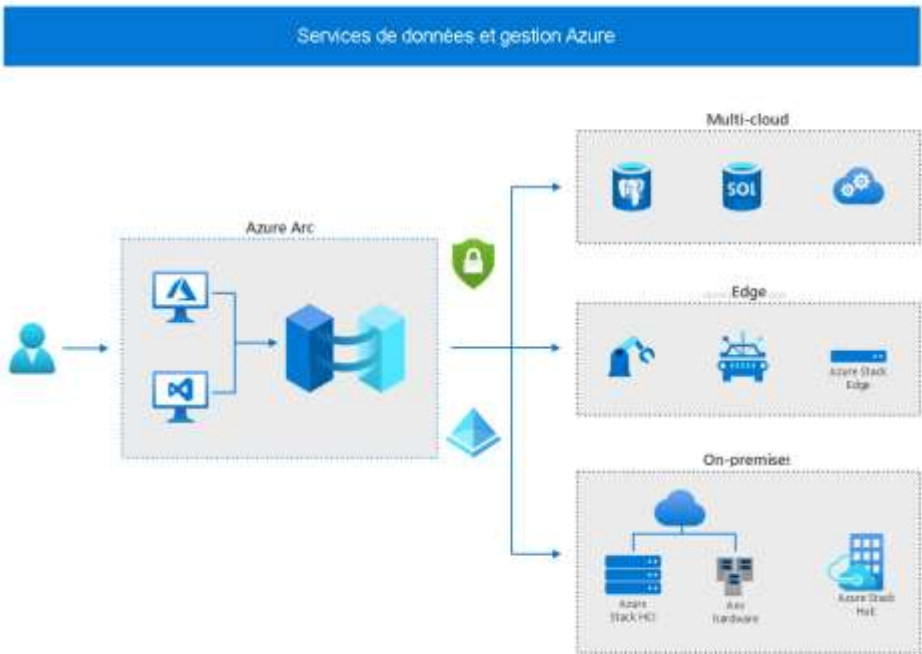 Services de données et gestion Azure
Multi-cloud
SQL
Azure Arc
Edge
Azure Stack
Edge
On-premises
Azure
Stack HCI
Any
hardware
Azure Stack
Hub